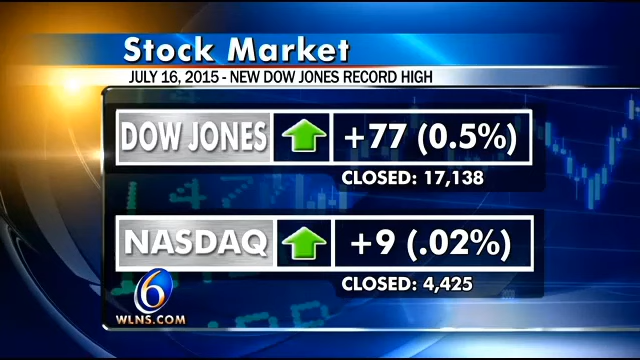 Stock Market
JULY 16, 2015 - NEW DOW JONES RECORD HIGH
DOW JONES +77 (0.5%)
CLOSED: 17,138
NASDAQ +9 (.02%)
CLOSED: 4,425
6
WLNS.COM